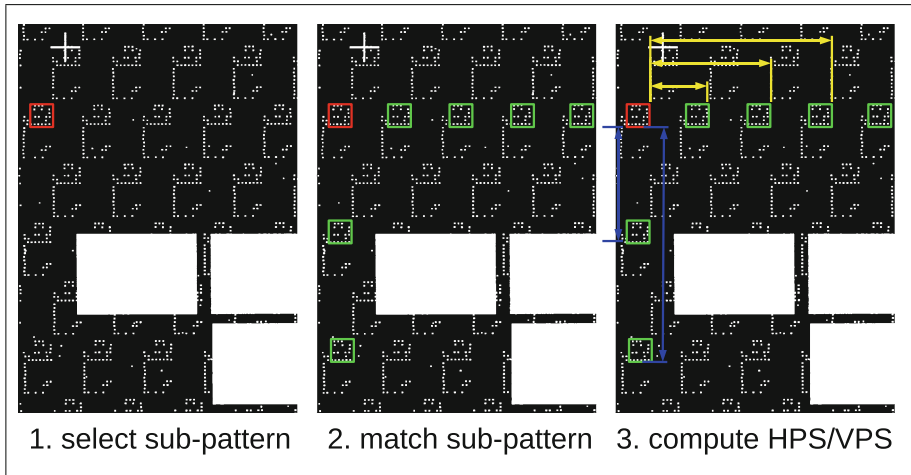 1. select sub-pattern
2. match sub-pattern
3. compute HPS/VPS